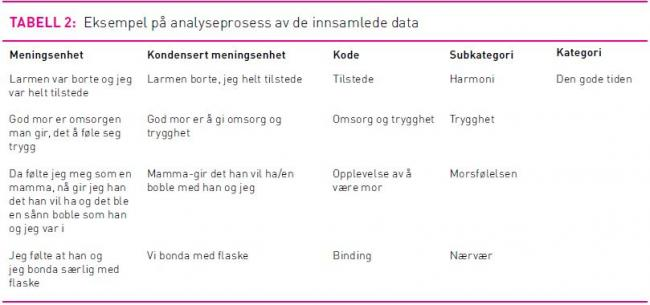 TABELL 2: Eksempel på analyseprosess av de innsamlede data
Meningsenhet Kondensert meningsenhet Kode Subkategori Kategori
Larmen var borte og jeg Larmen borte, jeg helt tilstede Tilstede Harmoni Den gode tiden
var helt tilstede
God mor er omsorgen God mor er å gi omsorg og Omsorg og trygghet Trygghet
man gir, det å føle seg trygghet
trygg
Da følte jeg meg som en Mamma-gir det han vil ha/en Opplevelse av å Morsfølelsen
mamma, nå gir jeg han boble med han og jeg være mor
det han vil ha og det ble
en sånn boble som han
og jeg var i
Jeg følte at han og Vi bonda med flaske Binding Nærvær
jeg bonda særlig med
flaske